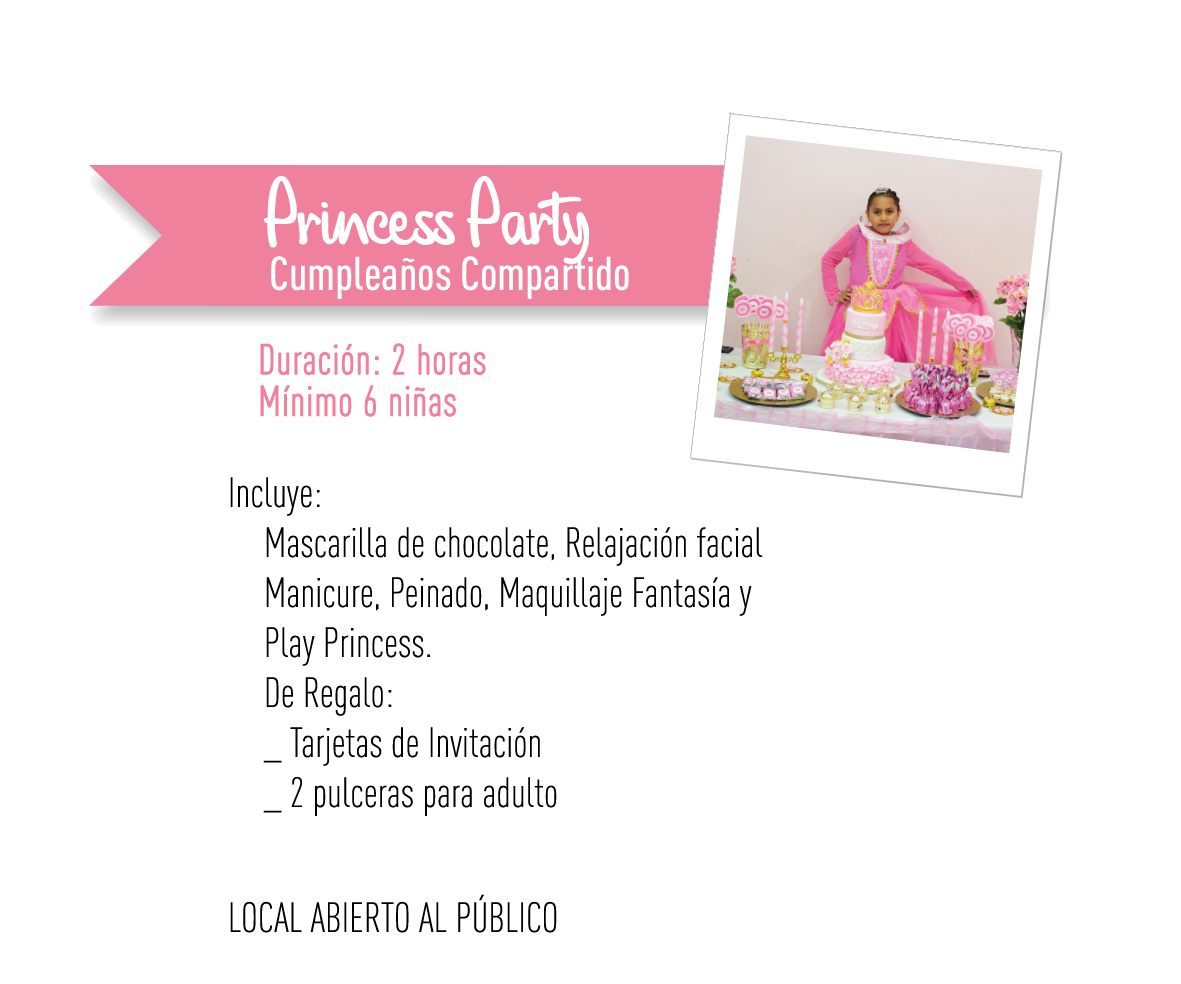 Princess Party
Cumpleaños Compartido
Duración: 2 horas
Mínimo 6 niñas
Incluye:
Mascarilla de chocolate, Relajación facial
Manicure, Peinado, Maquillaje Fantasía y
Play Princess.
De Regalo:
_ Tarjetas de Invitación
_ 2 pulceras para adulto
LOCAL ABIERTO AL PÚBLICO